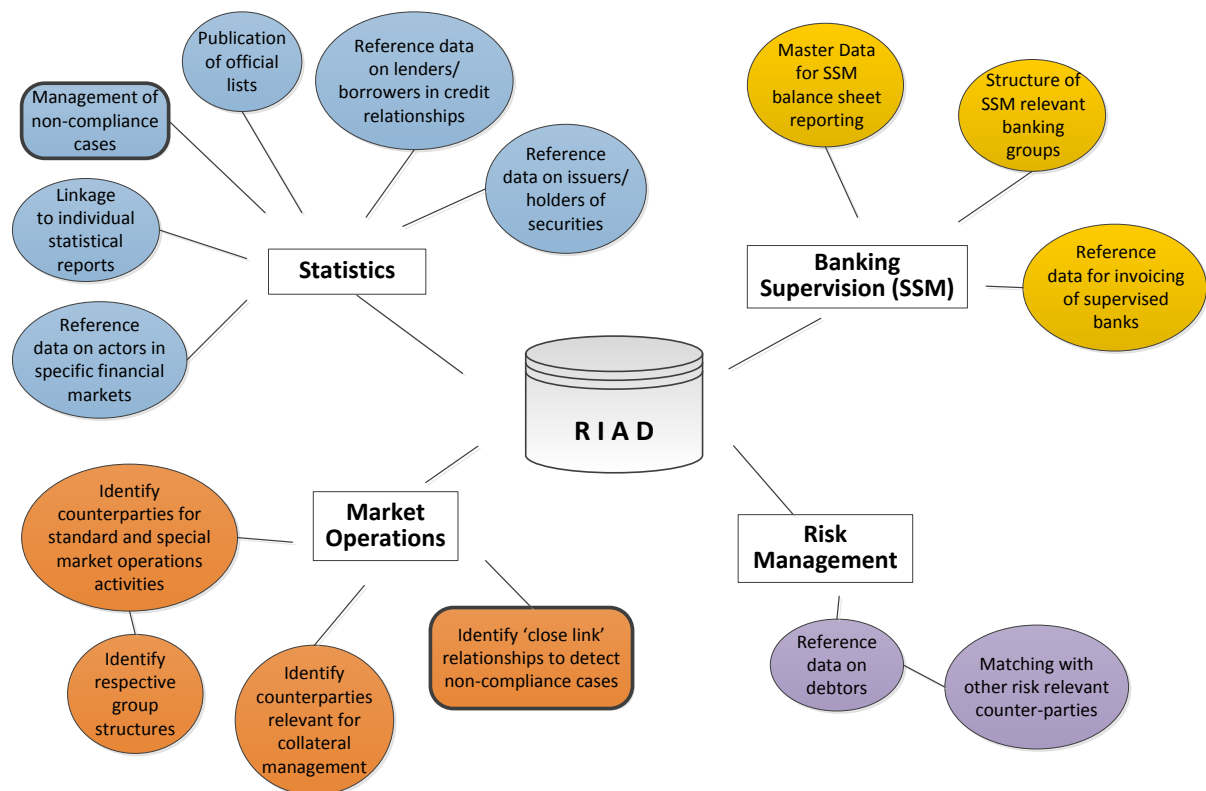 Publication
of official
lists
Reference data
on lenders/
borrowers in credit
relationships
Management of
non-compliance
cases
Reference
data on issuers/
holders of
securities
Linkage
to individual
statistical
reports
Statistics
Reference
data on actors in
specific financial
markets
Master Data
for SSM
balance sheet
reporting
Structure of
SSM relevant
banking
groups
Banking
Supervision (SSM)
Reference
data for invoicing
of supervised
banks
R I A D
Identify
counterparties for
standard and special
market operations
activities
Market
Operations
Identify
respective
group
structures
Identify
counterparties
relevant for
collateral
management
Identify ‘close link’
relationships to detect
non-compliance cases
Risk
Management
Reference
data on
debtors
Matching with
other risk relevant
counter-parties